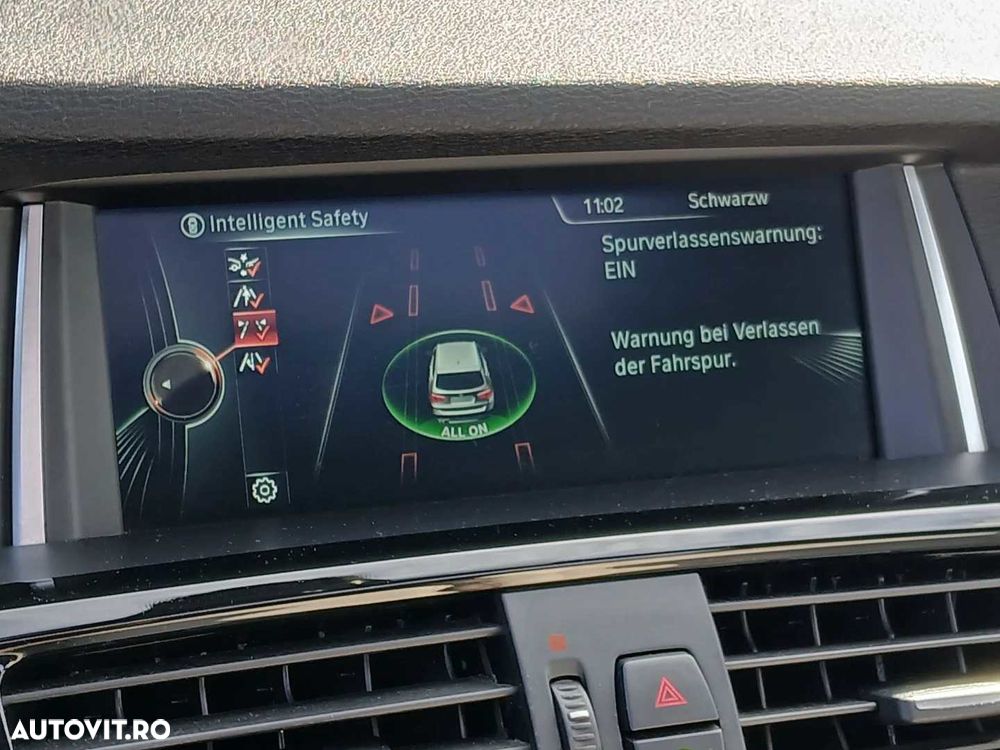 Intelligent Safety
11:02
Schwarzw
Spurverlassenswarnung:
EIN
Warnung bei Verlassen
der Fahrspur.
ALL ON
AUTOVIT.RO